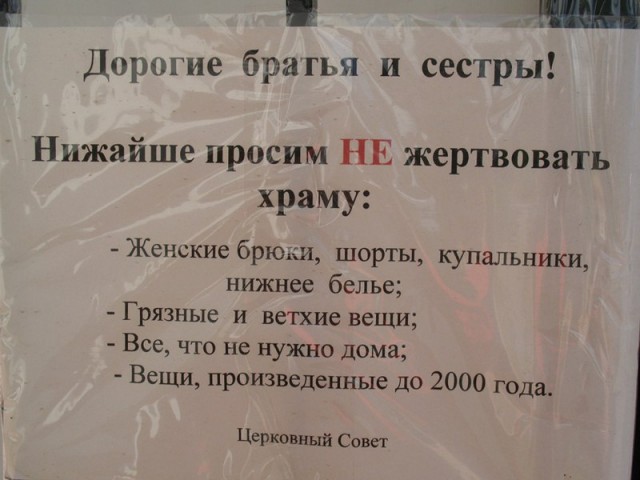 Дорогие братья и сестры!
Нижайше просим НЕ жертвовать
храму:
- Женские брюки, шорты, купальники,
нижнее белье;
- Грязные и ветхие вещи;
- Все, что не нужно дома;
- Вещи, произведенные до 2000 года.
Церковный Совет